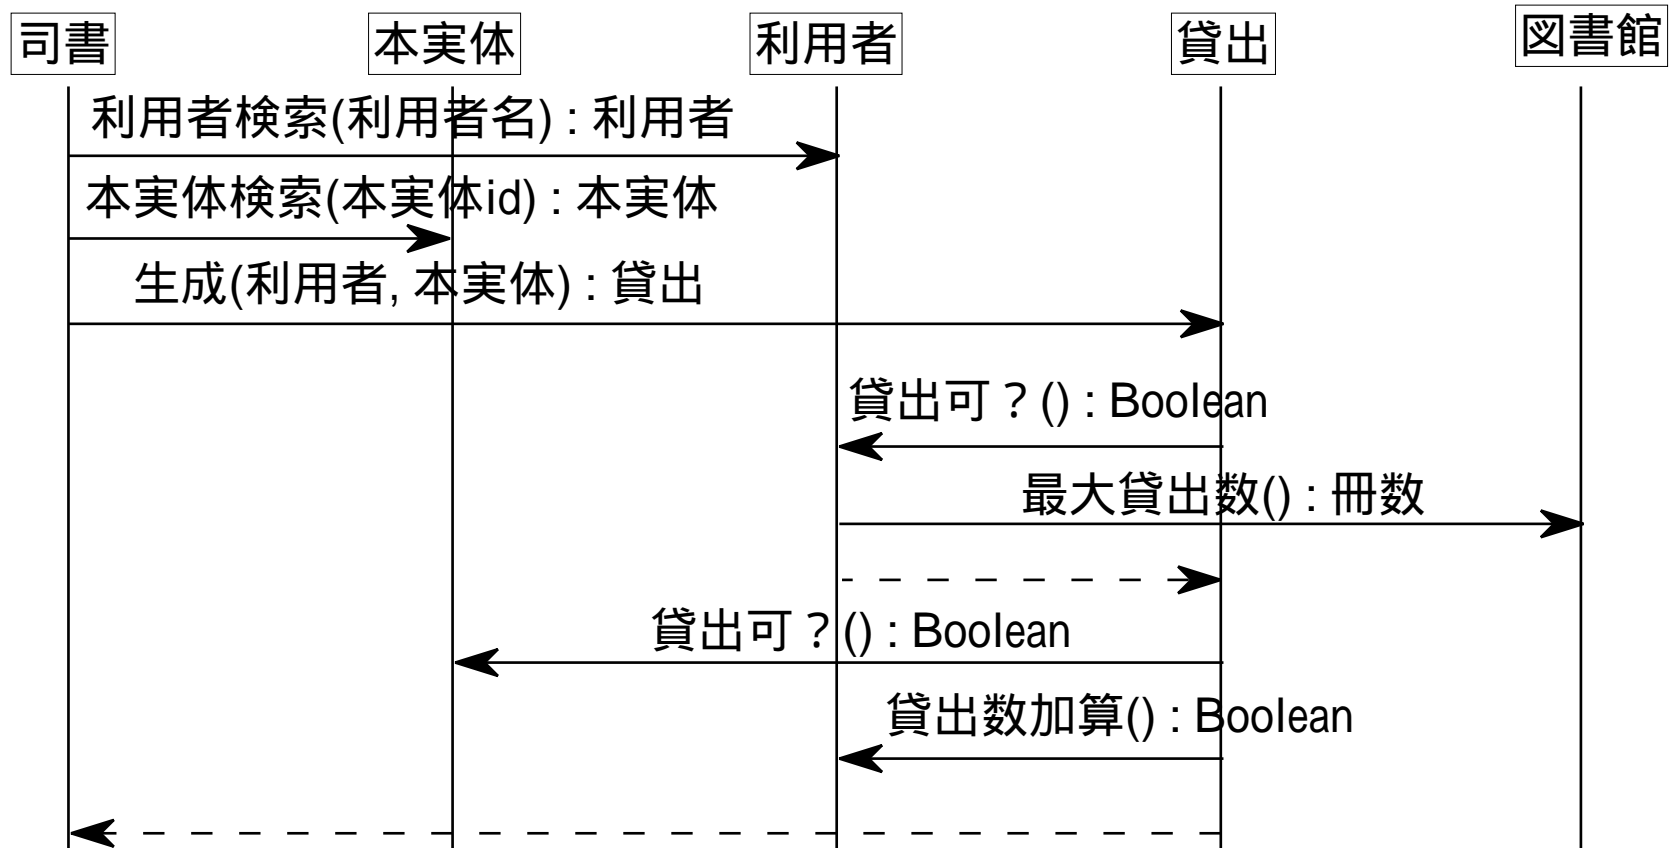 司書 本実体 利用者 貸出 図書館
利用者検索(利用者名) : 利用者
本実体検索(本実体id) : 本実体
生成(利用者, 本実体) : 貸出
貸出可？() : Boolean
最大貸出数() : 冊数
貸出可？() : Boolean
貸出数加算() : Boolean